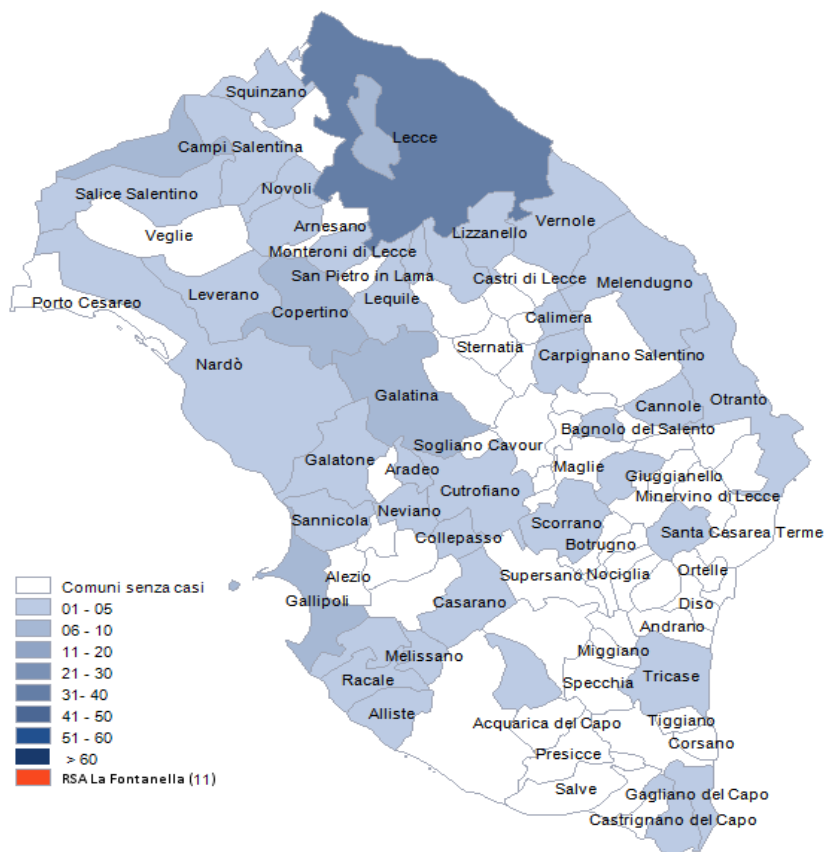 Squinzano
Lecce
Campi Salentina
Novoli
Salice Salentino
Arnesano
Vernole
Veglie
Lizzanello
Monteroni di Lecce
San Pietro in Lama
Castri di Lecce
Melendugno
Leverano
Lequile
Porto Cesareo
Copertino
Calimera
Sternatia
Carpignano Salentino
Nardò
Galatina
Otranto
Cannole
Bagnolo del Salento
Sogliano Cavour
Galatone
Aradeo
Maglie
Giuggianello
Cutrofiano
Minervino di Lecce
Neviano
Sannicola
Scorrano
Santa Cesarea Terme
Collepasso
Botrugno
Alezio
Supersano
Nociglia
Ortelle
Gallipoli
Casarano
Diso
Andrano
Melissano
Miggiano
Racale
Specchia
Tricase
Alliste
Acquarica del Capo
Tiggiano
Corsano
Presicce
Salve
Gagliano del Capo
Castrignano del Capo
Comuni senza casi
01 - 05
06 - 10
11 - 20
21 - 30
31- 40
41 - 50
51 - 60
> 60
RSA La Fontanella (11)